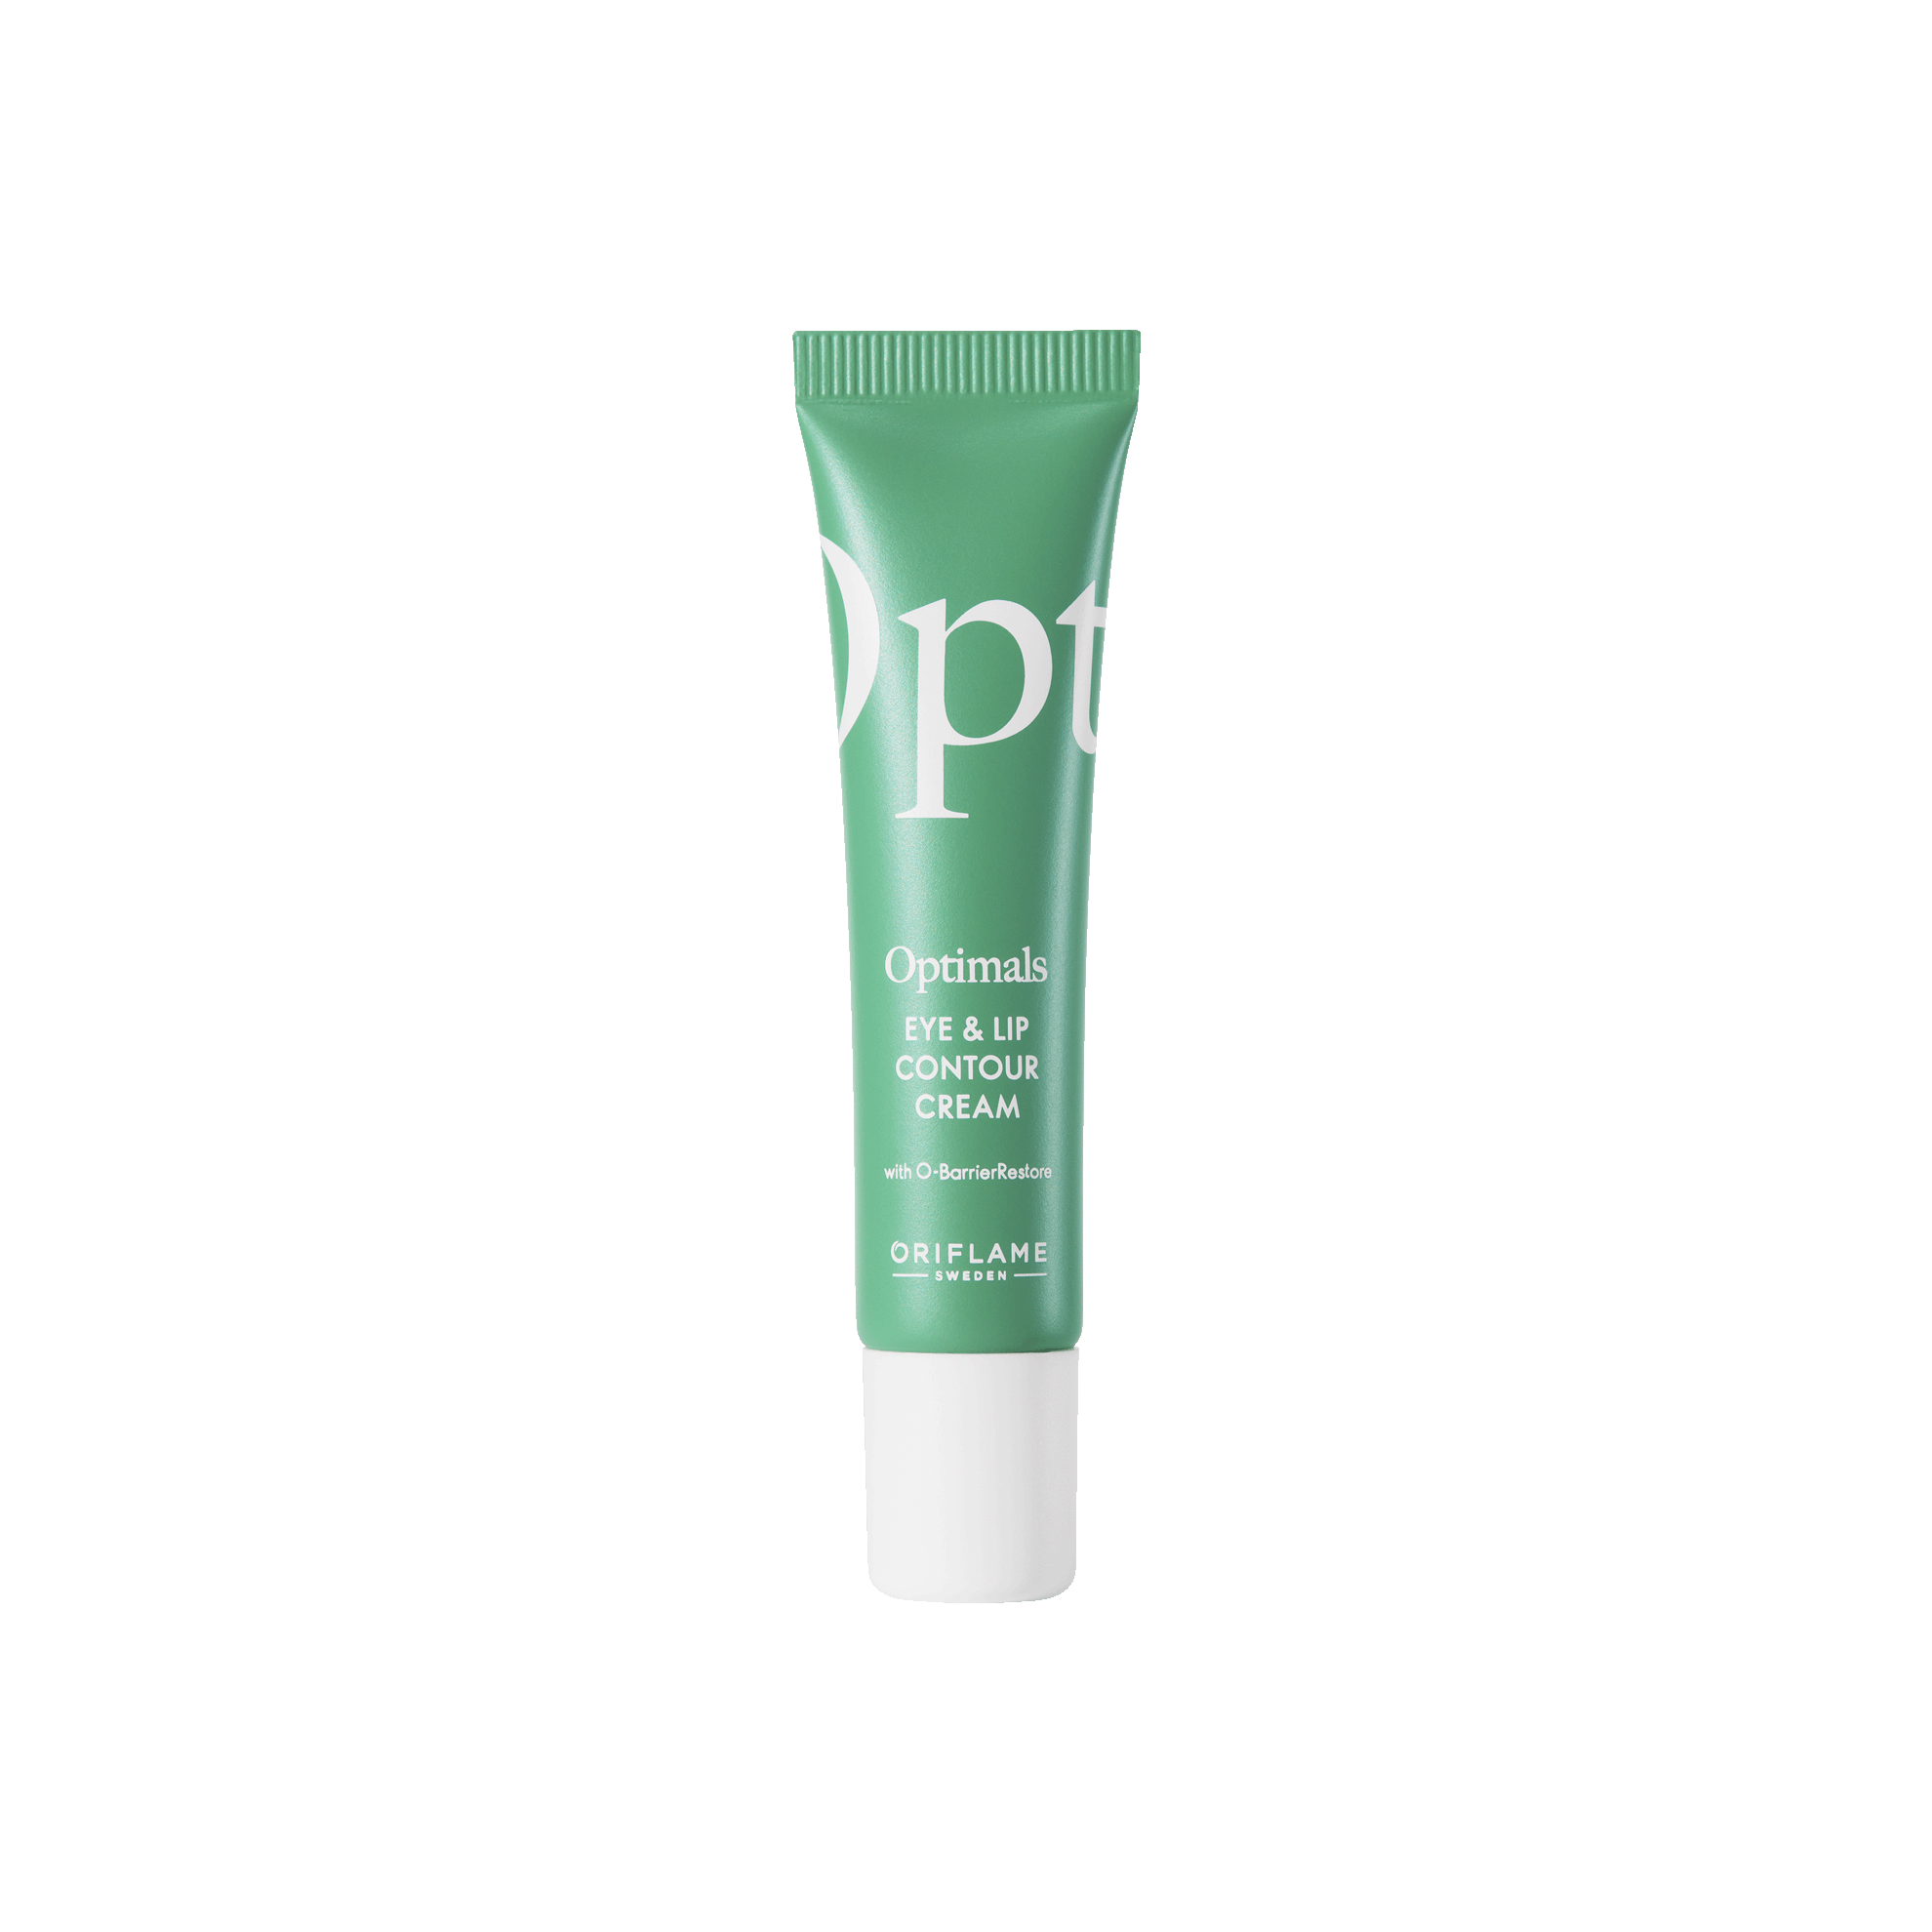 Opt
Optimals
EYE & LIP
CONTOUR
CREAM
with O-BarrierRestore
ORIFLAME
SWEDEN